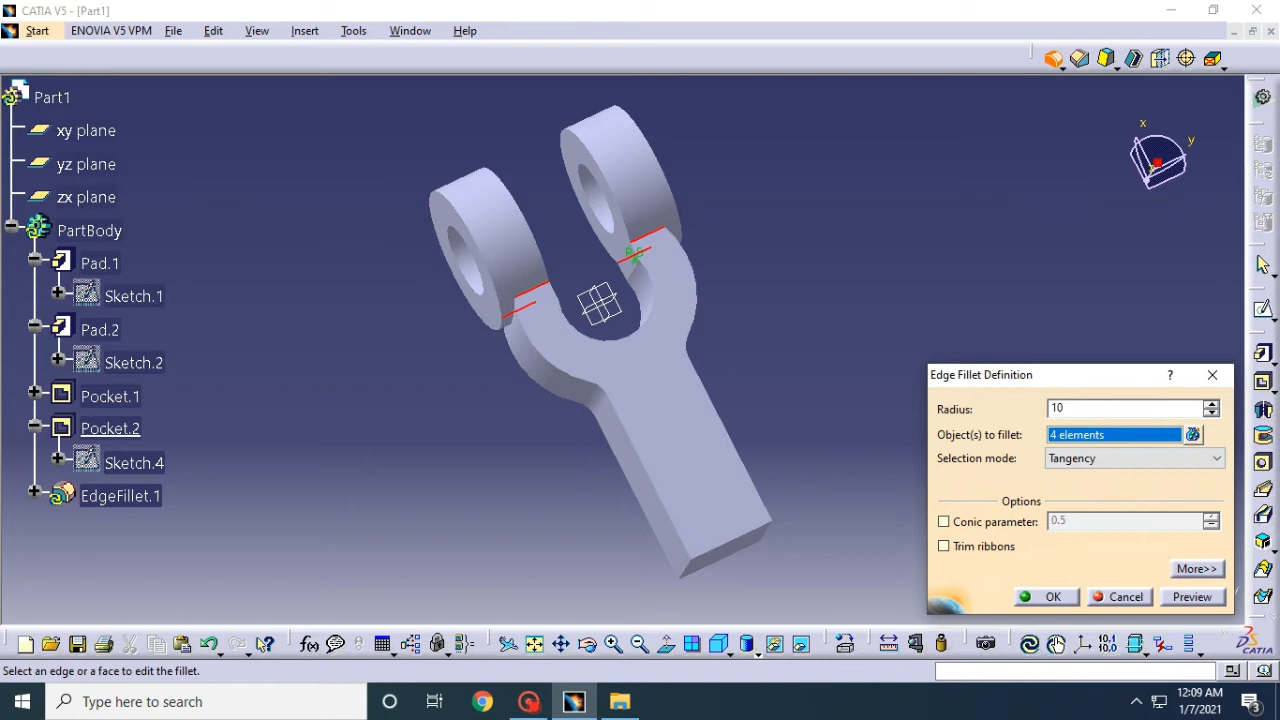 CATIA V5 - [Part1]
Start ENOVIA V5 VPM File Edit View Insert Tools Window Help
Part1
xy plane
yz plane
zx plane
PartBody
Pad.1
Sketch.1
Pad.2
Sketch.2
Pocket.1
Pocket.2
Sketch.4
EdgeFillet.1
x
y
Edge Fillet Definition ? X
Radius: 10
Object(s) to fillet: 4 elements
Selection mode: Tangency
Options
Conic parameter: 0.5
Trim ribbons
More>>
OK Cancel Preview
f(x) 10.1
CATIA
Select an edge or a face to edit the fillet.
Type here to search
12:09 AM
1/7/2021
3